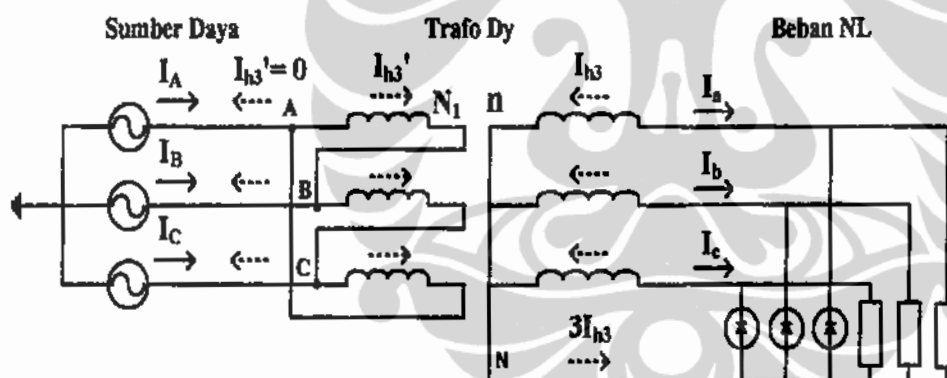 Sumber Daya Trafo Dy Beban NL
I_A I_h3'= 0 I_h3' I_h3 I_a
A N_1 n
I_B I_b
B
I_C I_c
C
3I_h3
N